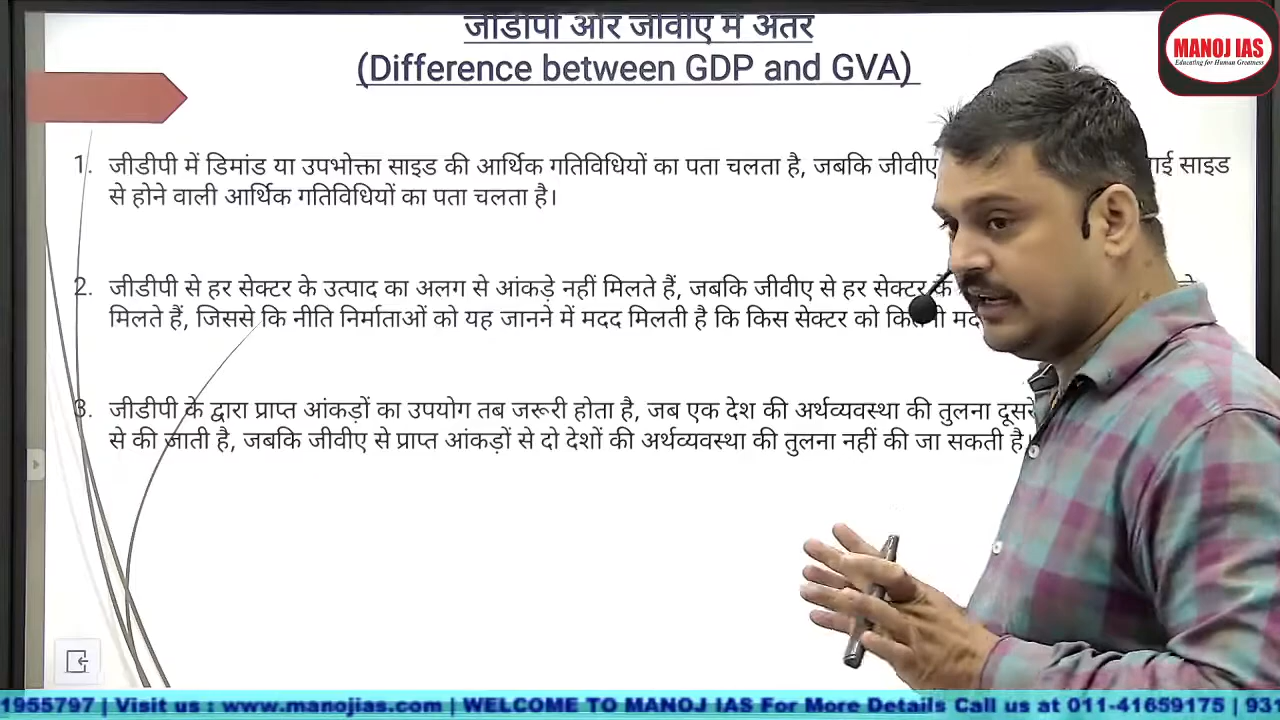 जीडीपी और जीवीए में अंतर
(Difference between GDP and GVA)
MANOJ IAS
Educating for Human Greatness
1. जीडीपी में डिमांड या उपभोक्ता साइड की आर्थिक गतिविधियों का पता चलता है, जबकि जीवीए साइड
से होने वाली आर्थिक गतिविधियों का पता चलता है।
2. जीडीपी से हर सेक्टर के उत्पाद का अलग से आंकड़े नहीं मिलते हैं, जबकि जीवीए से हर सेक्टर के
मिलते हैं, जिससे कि नीति निर्माताओं को यह जानने में मदद मिलती है कि किस सेक्टर को
3. जीडीपी के द्वारा प्राप्त आंकड़ों का उपयोग तब जरूरी होता है, जब एक देश की अर्थव्यवस्था की तुलना दूसरे
से की जाती है, जबकि जीवीए से प्राप्त आंकड़ों से दो देशों की अर्थव्यवस्था की तुलना नहीं की जा सकती है।
1955797 | Visit us : www.manojias.com | WELCOME TO MANOJ IAS For More Details Call us at 011-41659175 | 931